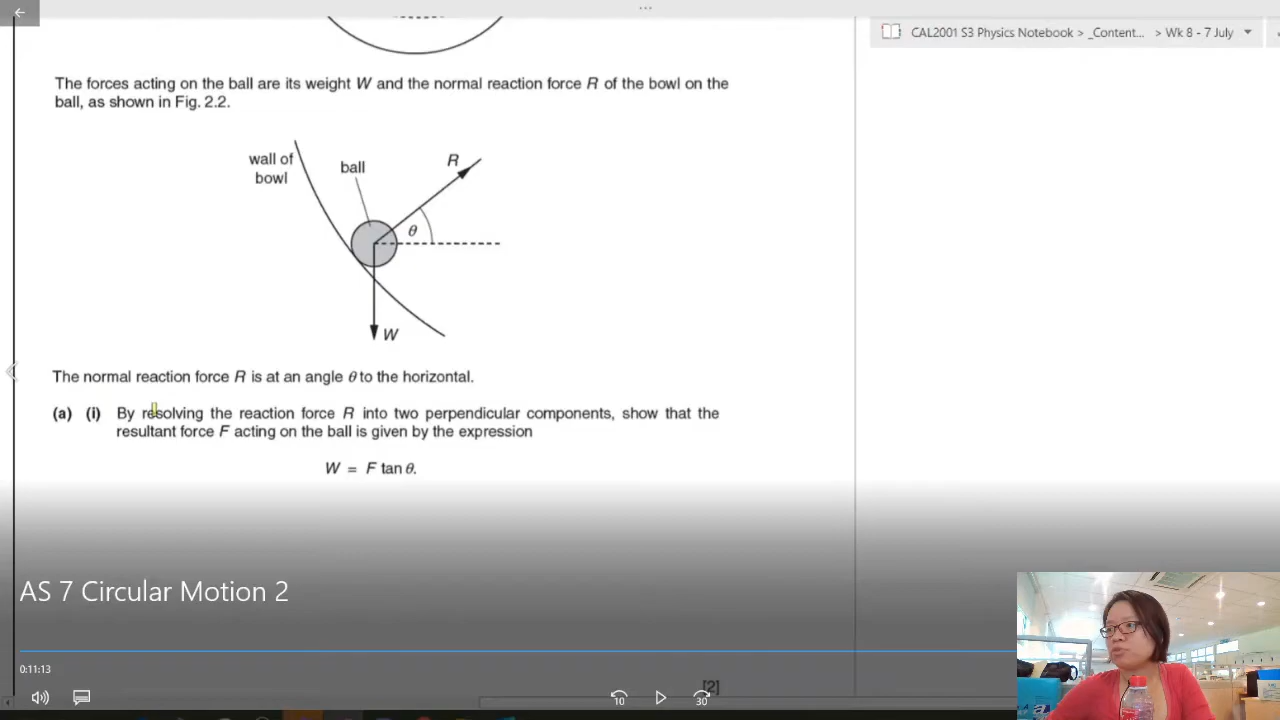 CAL2001 S3 Physics Notebook > _Content... > Wk 8 - 7 July
The forces acting on the ball are its weight W and the normal reaction force R of the bowl on the
ball, as shown in Fig. 2.2.
wall of
bowl
ball
R
θ
W
The normal reaction force R is at an angle θ to the horizontal.
(a) (i) By resolving the reaction force R into two perpendicular components, show that the
resultant force F acting on the ball is given by the expression
W = F tan θ.
AS 7 Circular Motion 2
0:11:13
[2]
10
30